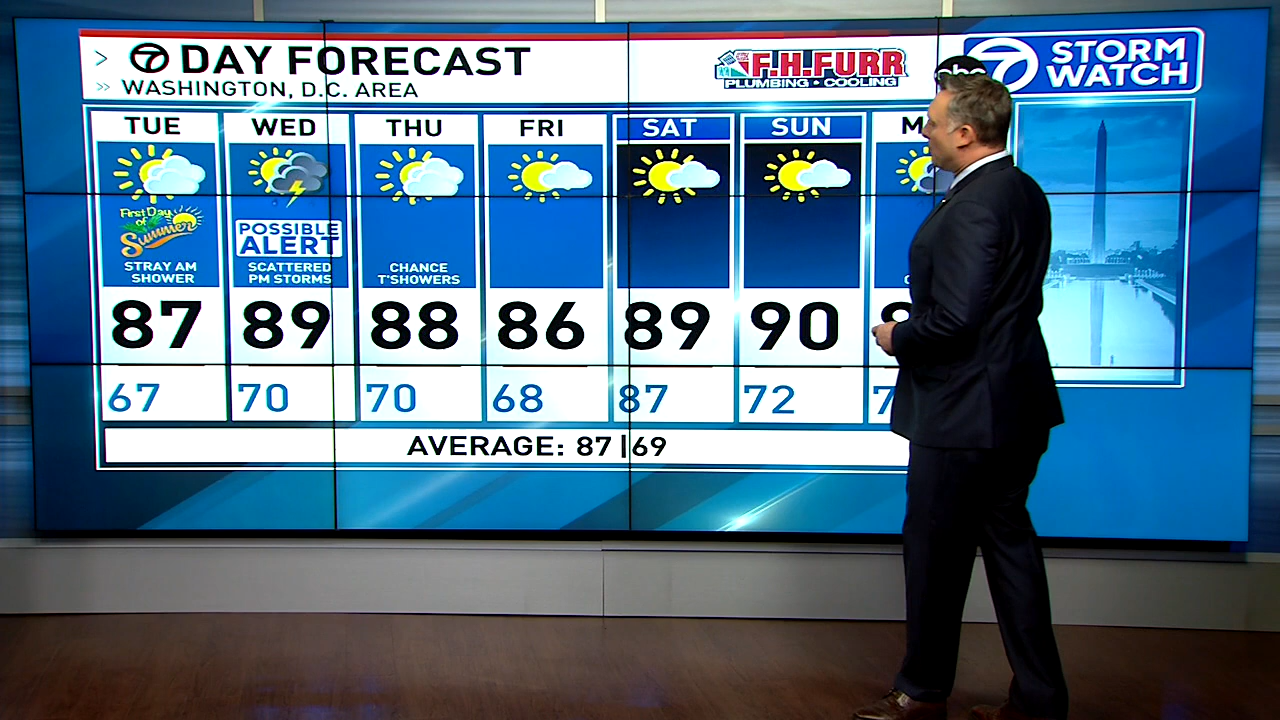 > 7 DAY FORECAST
>> WASHINGTON, D.C. AREA
F.H.FURR
PLUMBING • COOLING
abc 7 STORM
WATCH
TUE WED THU FRI SAT SUN M
First Day
of
Summer
POSSIBLE
ALERT
STRAY AM
SHOWER
SCATTERED
PM STORMS
CHANCE
T'SHOWERS
87 89 88 86 89 90
67 70 70 68 87 72 7
AVERAGE: 87|69